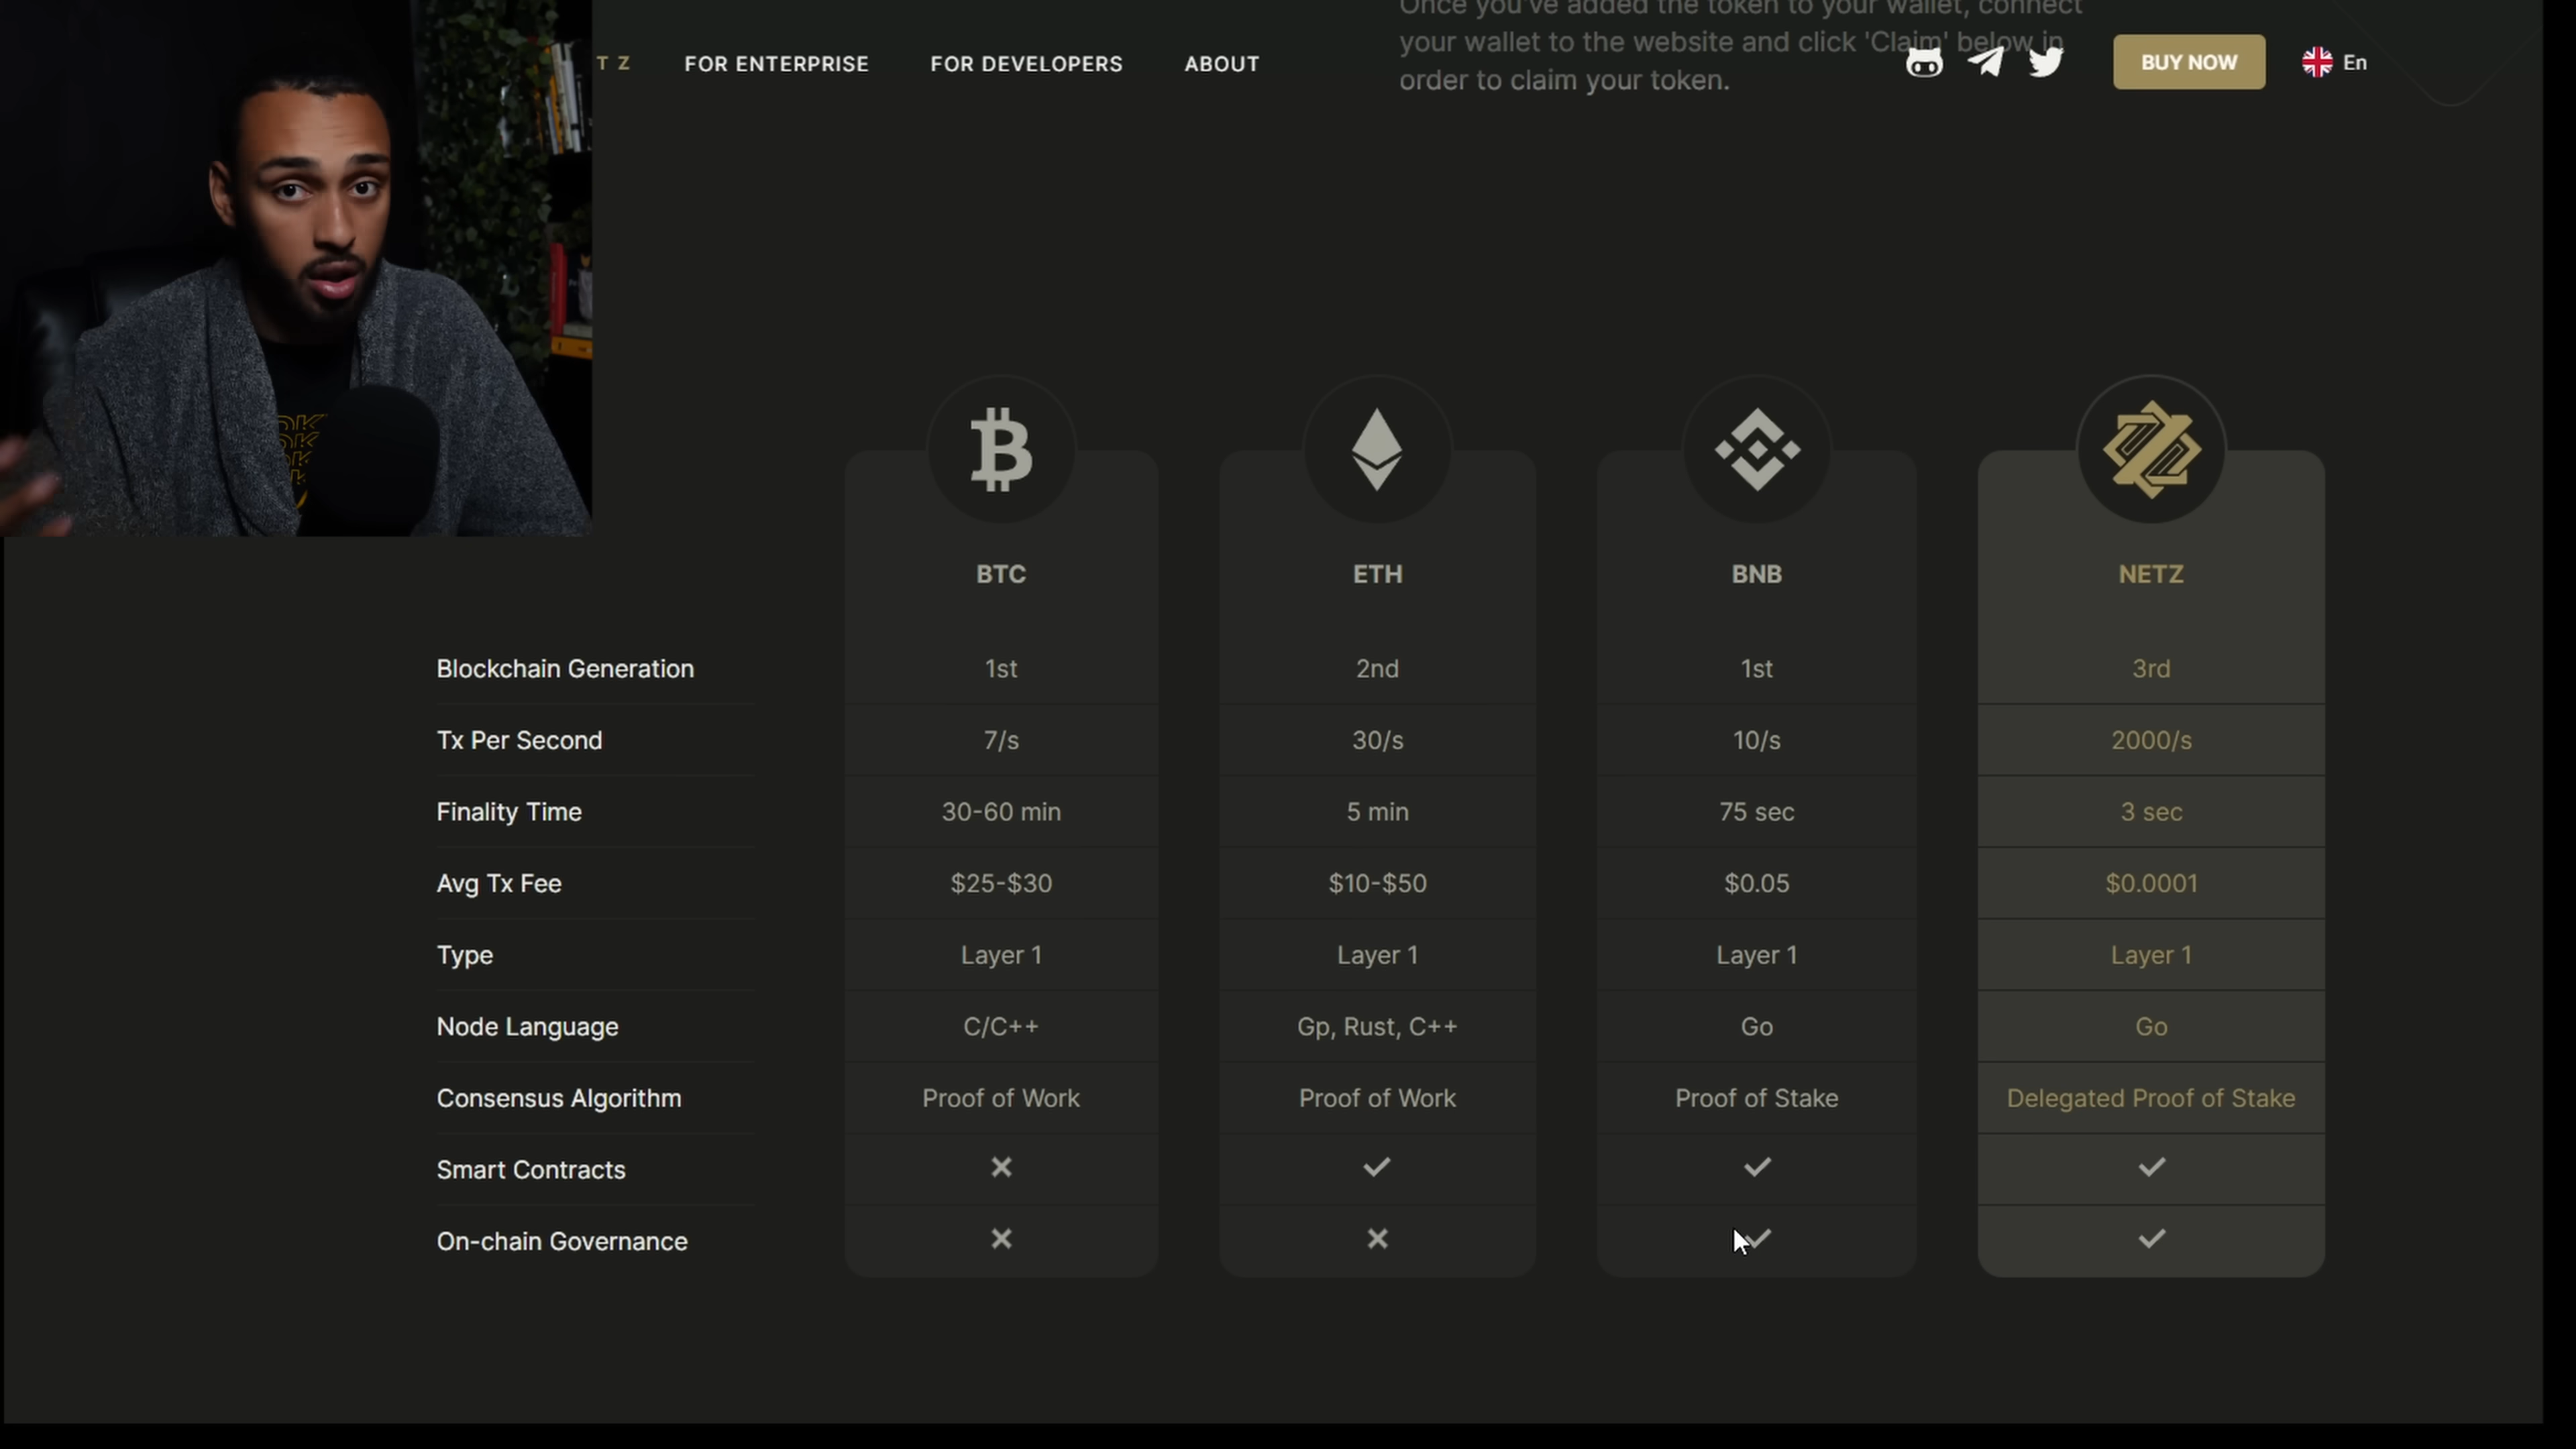 Once you've added the token to your wallet, connect
your wallet to the website and click 'Claim' below in
order to claim your token.
T Z FOR ENTERPRISE FOR DEVELOPERS ABOUT BUY NOW En
BTC ETH BNB NETZ
Blockchain Generation 1st 2nd 1st 3rd
Tx Per Second 7/s 30/s 10/s 2000/s
Finality Time 30-60 min 5 min 75 sec 3 sec
Avg Tx Fee $25-$30 $10-$50 $0.05 $0.0001
Type Layer 1 Layer 1 Layer 1 Layer 1
Node Language C/C++ Gp, Rust, C++ Go Go
Consensus Algorithm Proof of Work Proof of Work Proof of Stake Delegated Proof of Stake
Smart Contracts
On-chain Governance